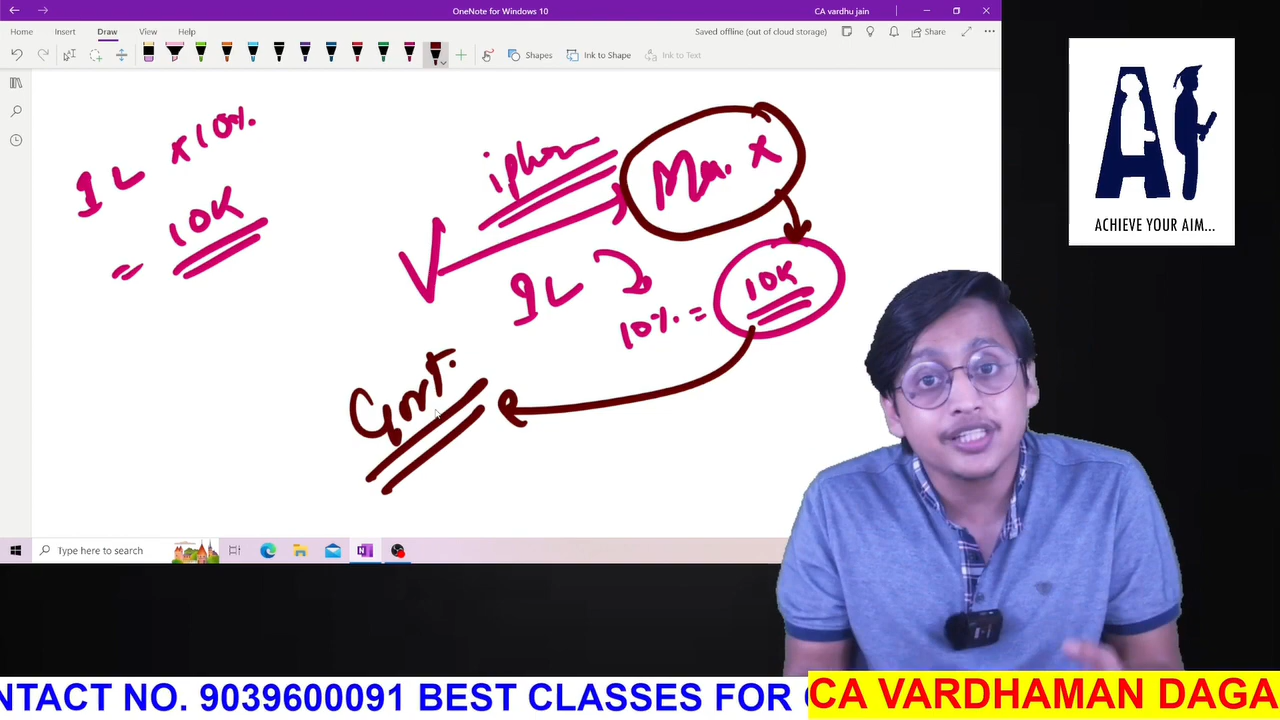 OneNote for Windows 10
CA vardhu jain
Home Insert Draw View Help
Saved offline (out of cloud storage)
Share
Shapes
Ink to Shape
Ink to Text
1L x 10%
= 10K
iphone
Mr. X
1L
10% =
10K
Govt.
ACHIEVE YOUR AIM...
Type here to search
NTACT NO. 9039600091 BEST CLASSES FOR
CA VARDHAMAN DAGA